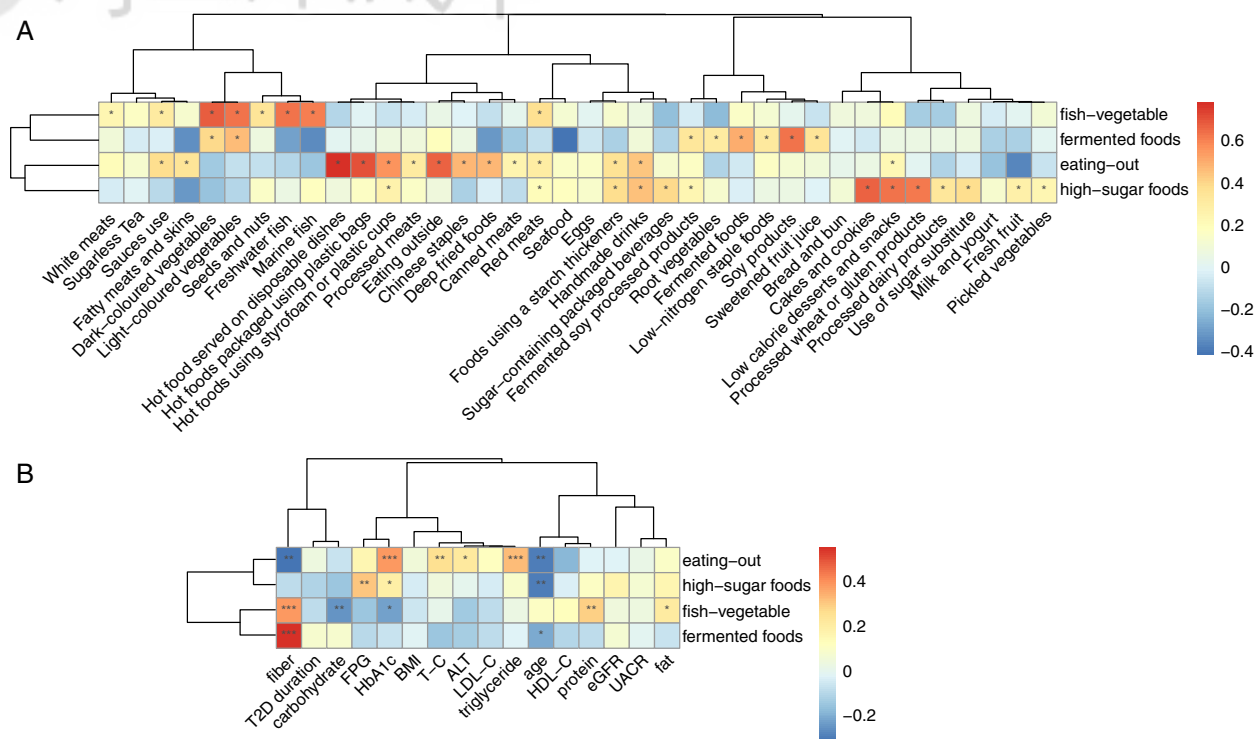 A
* * * * * * * * *
fish-vegetable
* * * * * * * *
fermented foods
* * * * * * * * * * * * * *
eating-out
* * * * * * * * * * * * * *
high-sugar foods
White meats
Sugarless Tea
Sauces use
Fatty meats and skins
Dark-coloured vegetables
Light-coloured vegetables
Seeds and nuts
Freshwater fish
Marine fish
Hot food served on disposable dishes
Hot foods packaged using plastic bags
Hot foods using styrofoam or plastic cups
Processed meats
Eating outside
Chinese staples
Deep fried foods
Canned meats
Red meats
Seafood
Eggs
Foods using a starch thickeners
Handmade drinks
Sugar-containing packaged beverages
Fermented soy processed products
Root vegetables
Fermented foods
Low-nitrogen staple foods
Soy products
Sweetened fruit juice
Bread and bun
Cakes and cookies
Low calorie desserts and snacks
Processed wheat or gluten products
Processed dairy products
Use of sugar substitute
Milk and yogurt
Fresh fruit
Pickled vegetables
0.6
0.4
0.2
0
-0.2
-0.4
B
** *** ** * *** **
eating-out
** * **
high-sugar foods
*** ** * ** *
fish-vegetable
*** *
fermented foods
fiber
T2D duration
carbohydrate
FPG
HbA1c
BMI
T-C
ALT
LDL-C
triglyceride
age
HDL-C
protein
eGFR
UACR
fat
0.4
0.2
0
-0.2